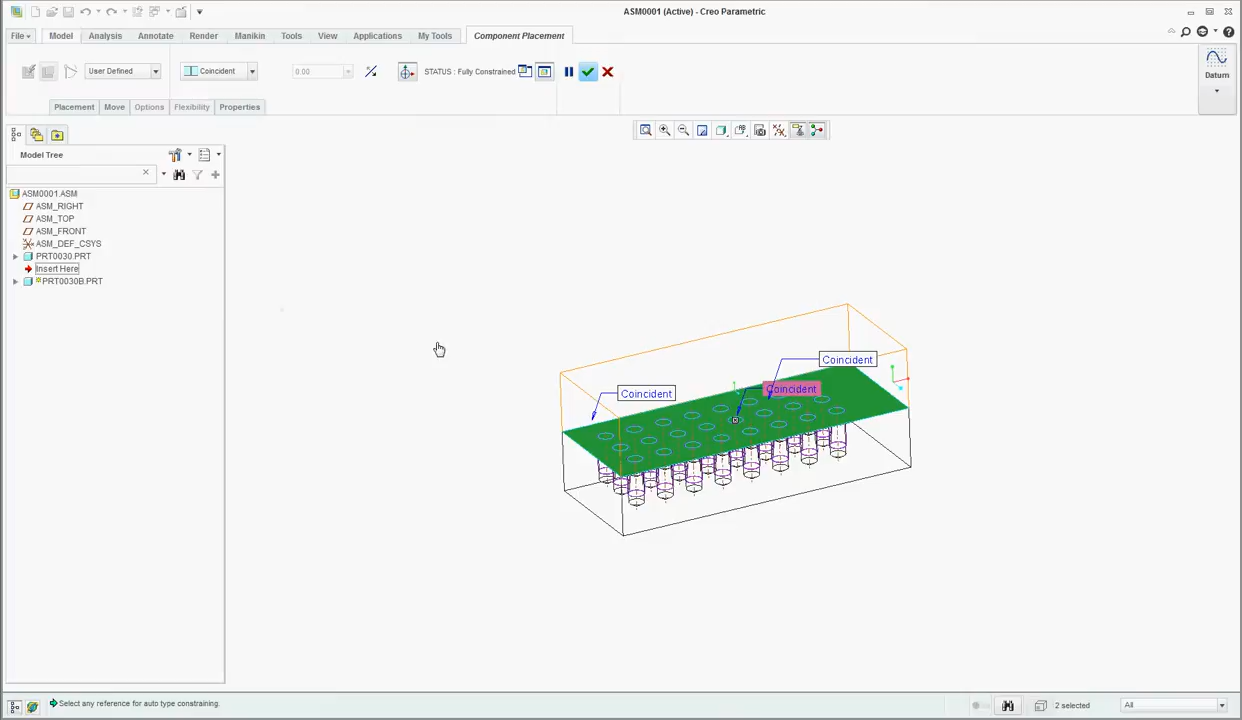 ASM0001 (Active) - Creo Parametric
File
Model
Analysis
Annotate
Render
Manikin
Tools
View
Applications
My Tools
Component Placement
User Defined
Coincident
0.00
STATUS : Fully Constrained
Datum
Placement
Move
Options
Flexibility
Properties
Model Tree
ASM0001.ASM
ASM_RIGHT
ASM_TOP
ASM_FRONT
ASM_DEF_CSYS
PRT0030.PRT
Insert Here
PRT0030B.PRT
Coincident
Coincident
Coincident
Select any reference for auto type constraining.
2 selected
All